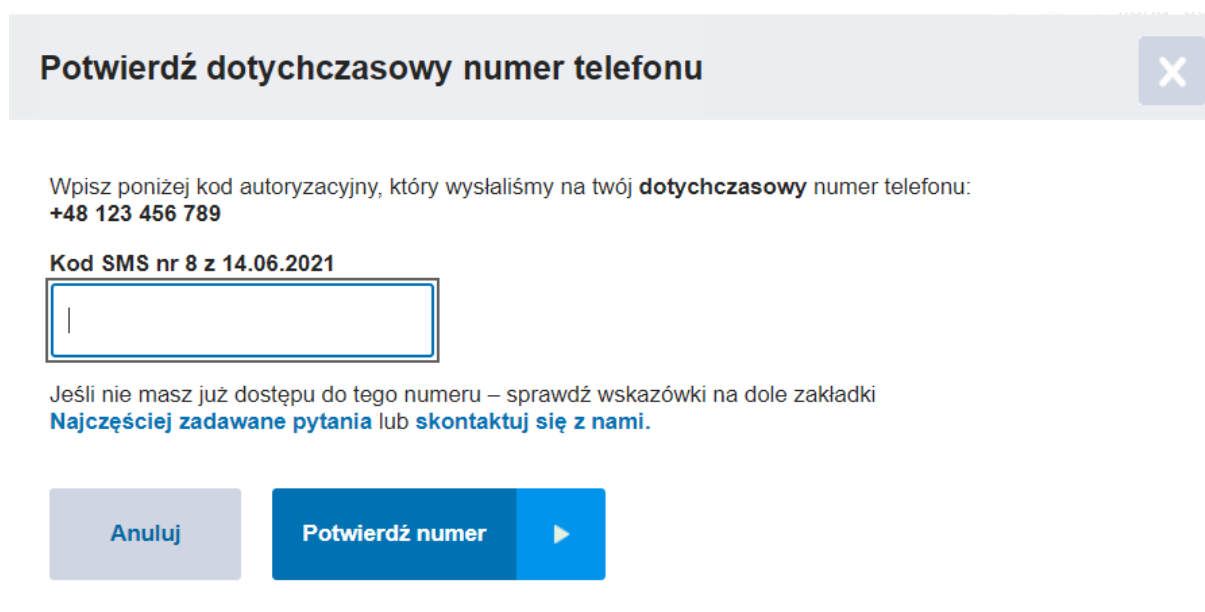 Potwierdź dotychczasowy numer telefonu
X
Wpisz poniżej kod autoryzacyjny, który wysłaliśmy na twój dotychczasowy numer telefonu:
+48 123 456 789
Kod SMS nr 8 z 14.06.2021
Jeśli nie masz już dostępu do tego numeru – sprawdź wskazówki na dole zakładki
Najczęściej zadawane pytania lub skontaktuj się z nami.
Anuluj
Potwierdź numer